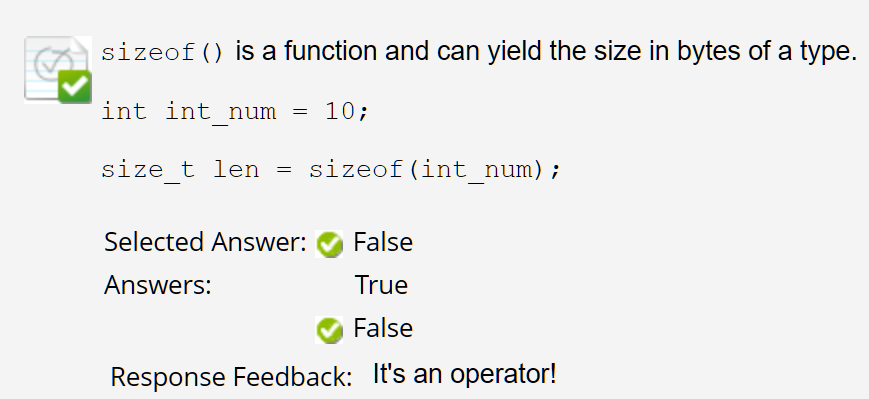 sizeof() is a function and can yield the size in bytes of a type.
int int_num = 10;
size_t len = sizeof(int_num);
Selected Answer: False
Answers: True
False
Response Feedback: It's an operator!